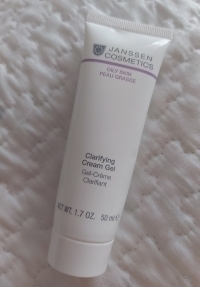 JANSSEN
COSMETICS
OILY SKIN
PEAU GRASSE
Clarifying
Cream Gel
Gel-Crème
Clarifiant
NET WT. 1.7 OZ. 50 ml e